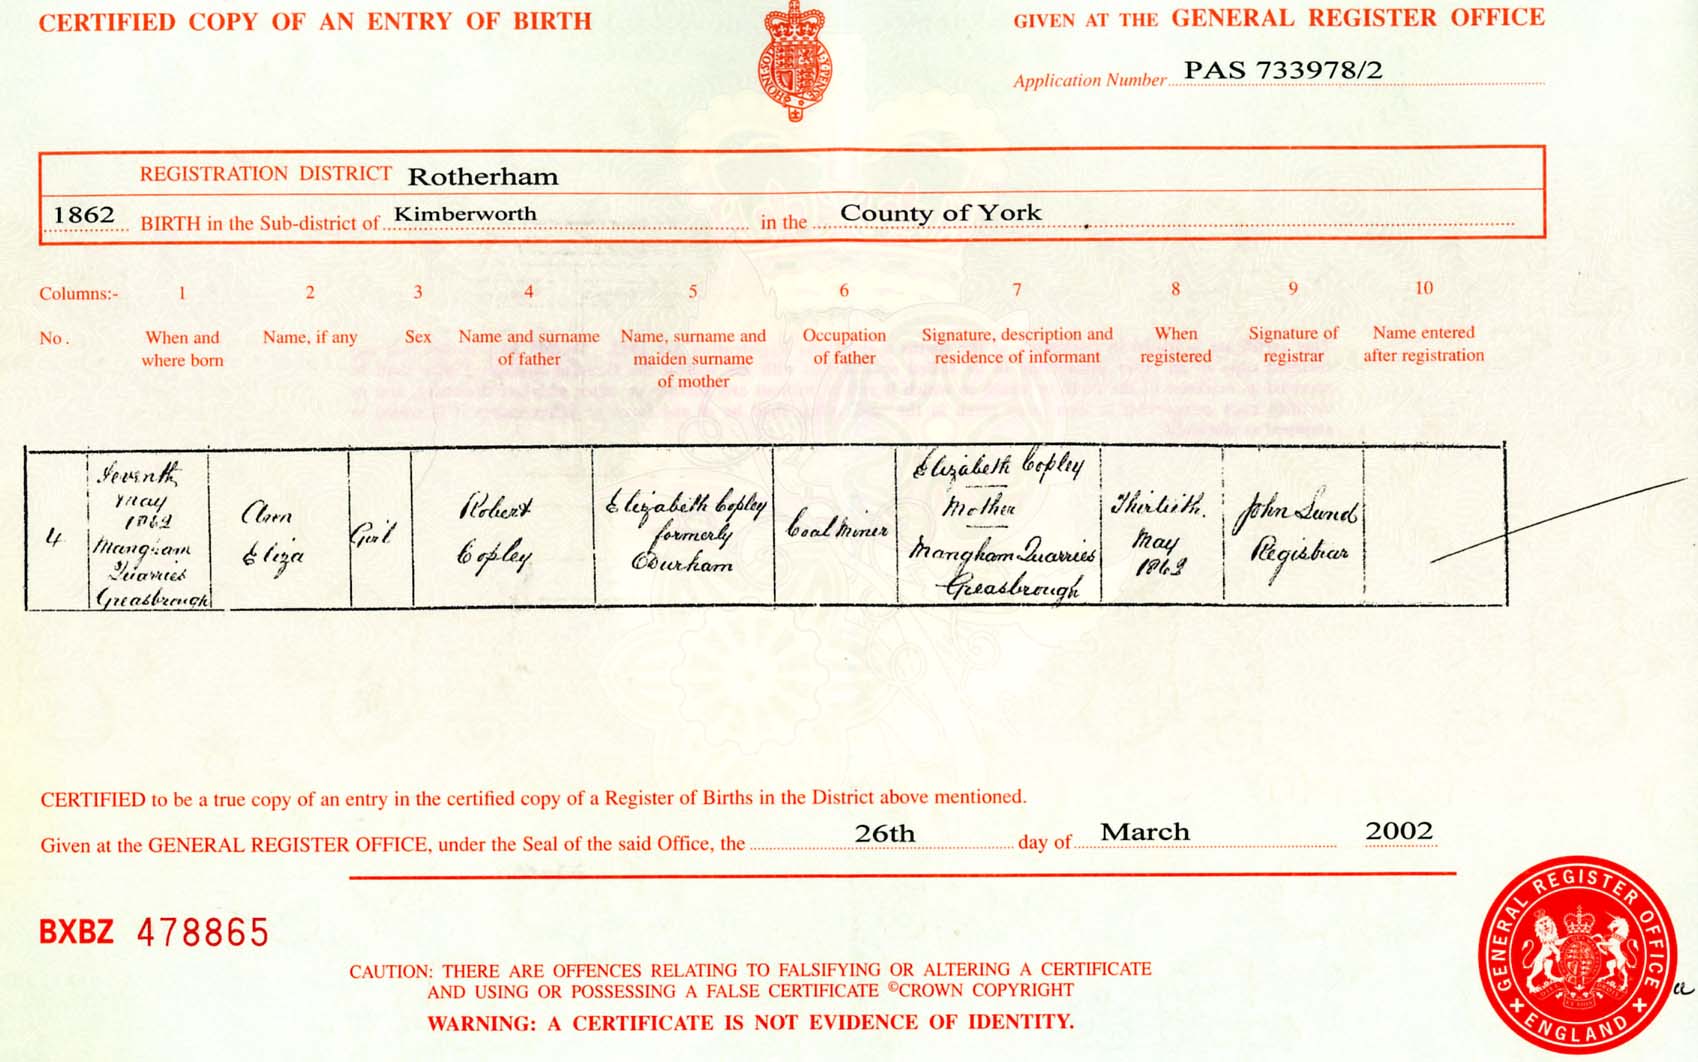 CERTIFIED COPY OF AN ENTRY OF BIRTH
GIVEN AT THE GENERAL REGISTER OFFICE
Application Number PAS 733978/2
REGISTRATION DISTRICT Rotherham
1862 BIRTH in the Sub-district of Kimberworth in the County of York
Columns:- 1 2 3 4 5 6 7 8 9 10
No. When and where born
Name, if any
Sex
Name and surname of father
Name, surname and maiden surname of mother
Occupation of father
Signature, description and residence of informant
When registered
Signature of registrar
Name entered after registration
4
Seventh
May
1862
Mangham
Quarries
Greasbrough
Ann
Eliza
Girl
Robert
Copley
Elizabeth Copley
formerly
Durham
Coal Miner
Elizabeth Copley
Mother
Mangham Quarries
Greasbrough
Thirtieth.
May
John Lund
Registrar
CERTIFIED to be a true copy of an entry in the certified copy of a Register of Births in the District above mentioned.
Given at the GENERAL REGISTER OFFICE, under the Seal of the said Office, the 26th day of March 2002
BXBZ 478865
CAUTION: THERE ARE OFFENCES RELATING TO FALSIFYING OR ALTERING A CERTIFICATE
AND USING OR POSSESSING A FALSE CERTIFICATE ©CROWN COPYRIGHT
WARNING: A CERTIFICATE IS NOT EVIDENCE OF IDENTITY.
GENERAL REGISTER OFFICE
ENGLAND